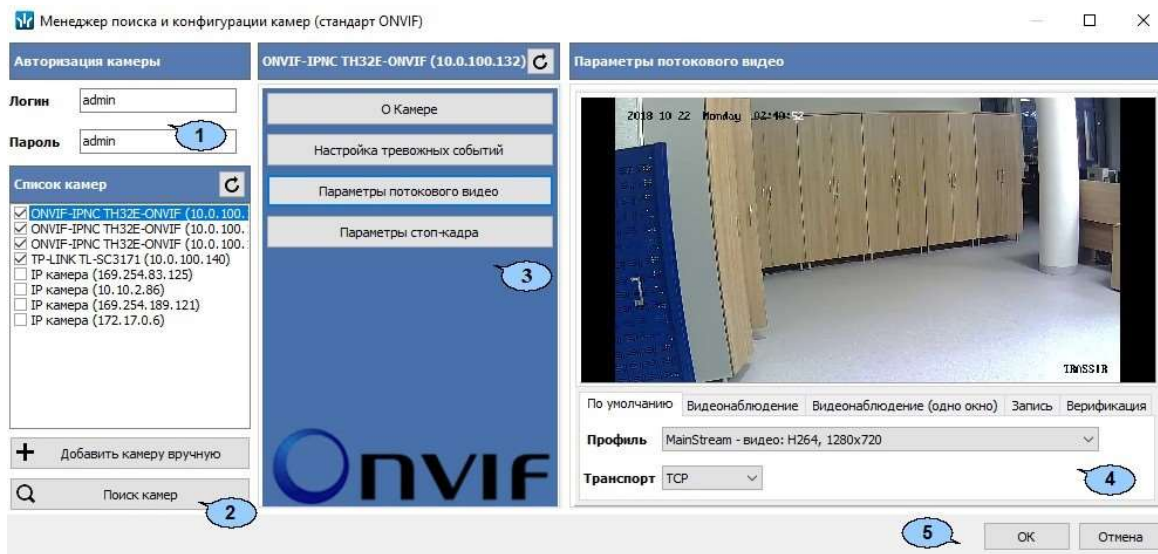 Менеджер поиска и конфигурации камер (стандарт ONVIF)
Авторизация камеры
Логин admin
Пароль admin
1
Список камер
ONVIF-IPNC TH32E-ONVIF (10.0.100.
ONVIF-IPNC TH32E-ONVIF (10.0.100.
ONVIF-IPNC TH32E-ONVIF (10.0.100.
TP-LINK TL-SC3171 (10.0.100.140)
IP камера (169.254.83.125)
IP камера (10.10.2.86)
IP камера (169.254.189.121)
IP камера (172.17.0.6)
Добавить камеру вручную
Поиск камер
2
ONVIF-IPNC TH32E-ONVIF (10.0.100.132)
О Камере
Настройка тревожных событий
Параметры потокового видео
Параметры стоп-кадра
3
ONVIF
Параметры потокового видео
2018 10 22 Monday 02:40:52
TRASSIR
По умолчанию Видеонаблюдение Видеонаблюдение (одно окно) Запись Верификация
Профиль MainStream - видео: H264, 1280x720
Транспорт TCP
4
5
OK Отмена